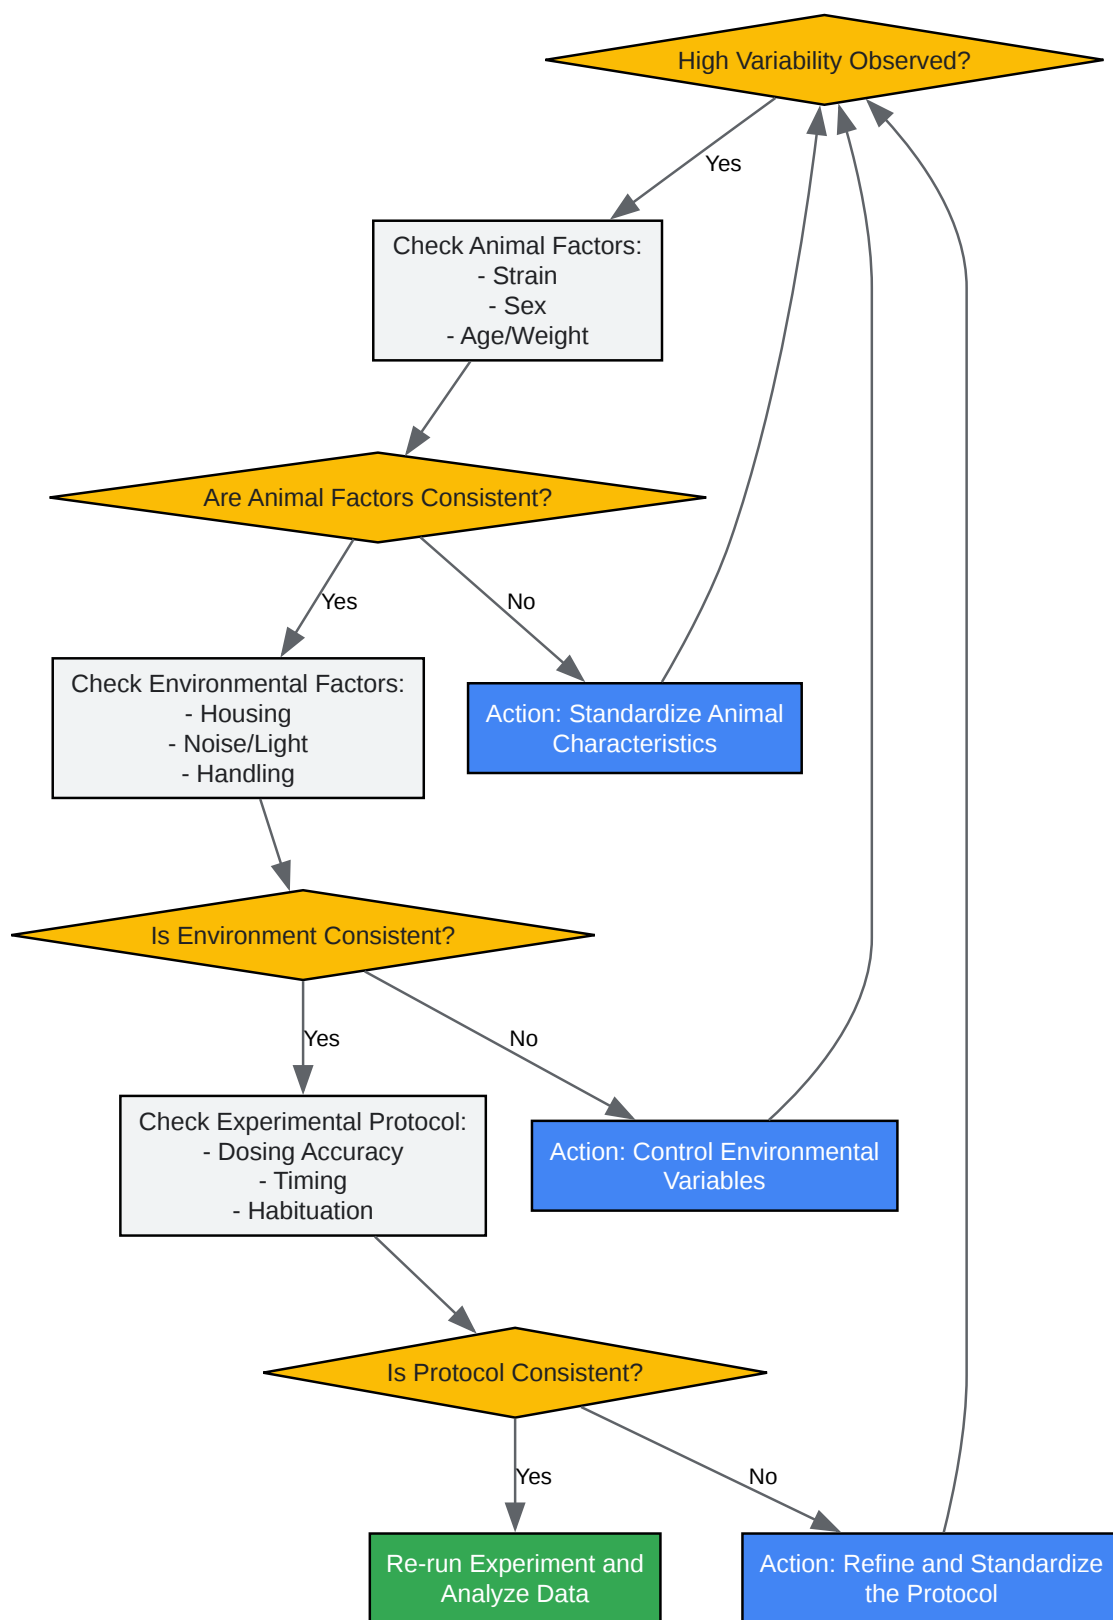 High Variability Observed?
Yes
Check Animal Factors:
- Strain
- Sex
- Age/Weight
Are Animal Factors Consistent?
Yes
No
Check Environmental Factors:
- Housing
- Noise/Light
- Handling
Action: Standardize Animal
Characteristics
Is Environment Consistent?
Yes
No
Check Experimental Protocol:
- Dosing Accuracy
- Timing
- Habituation
Action: Control Environmental
Variables
Is Protocol Consistent?
Yes
No
Re-run Experiment and
Analyze Data
Action: Refine and Standardize
the Protocol